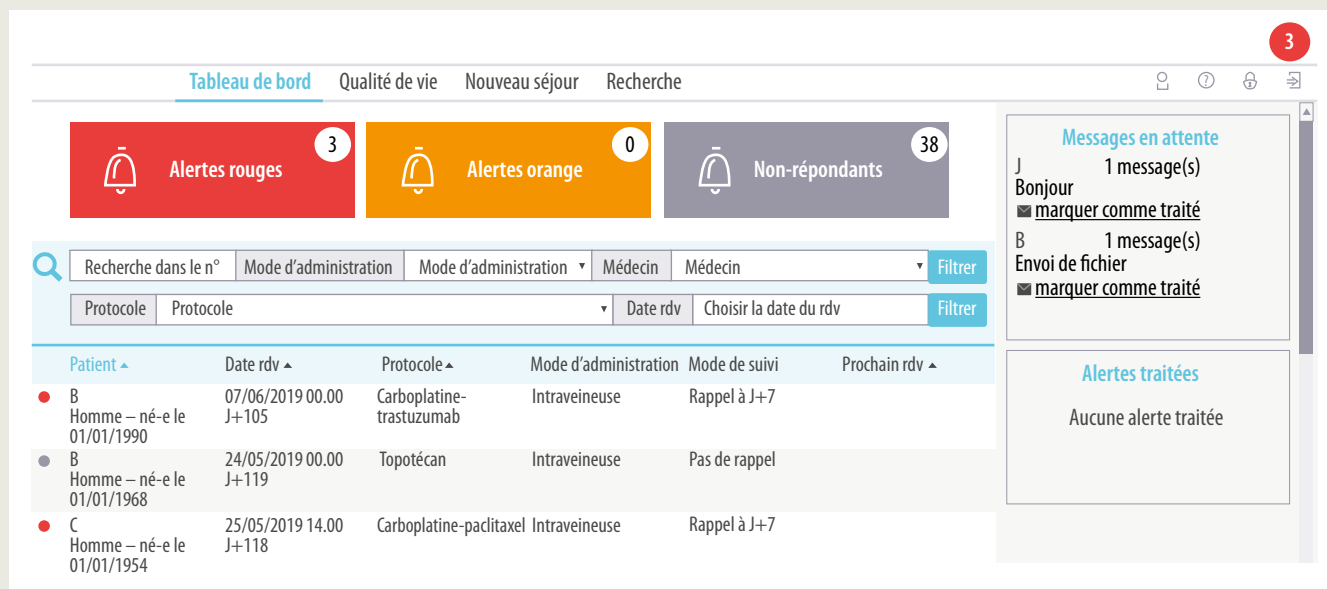 3
Tableau de bord Qualité de vie Nouveau séjour Recherche
Alertes rouges 3
Alertes orange 0
Non-répondants 38
Recherche dans le n° Mode d'administration Mode d'administration Médecin Médecin Filtrer
Protocole Protocole Date rdv Choisir la date du rdv Filtrer
Patient Date rdv Protocole Mode d'administration Mode de suivi Prochain rdv
B 07/06/2019 00.00 Carboplatine- Intraveineuse Rappel à J+7
Homme – né-e le J+105 trastuzumab
01/01/1990
B 24/05/2019 00.00 Topotécan Intraveineuse Pas de rappel
Homme – né-e le J+119
01/01/1968
C 25/05/2019 14.00 Carboplatine-paclitaxel Intraveineuse Rappel à J+7
Homme – né-e le J+118
01/01/1954
Messages en attente
J 1 message(s)
Bonjour
marquer comme traité
B 1 message(s)
Envoi de fichier
marquer comme traité
Alertes traitées
Aucune alerte traitée